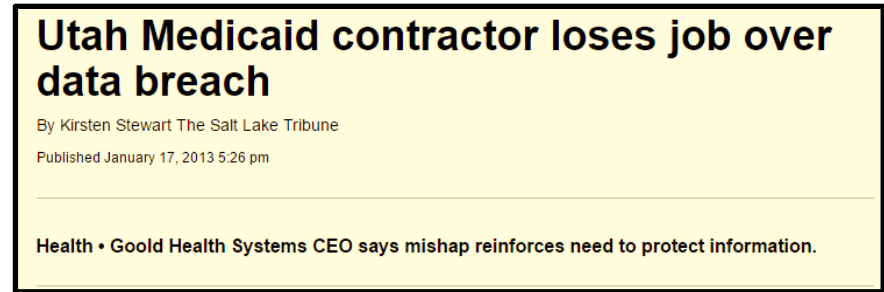 Utah Medicaid contractor loses job over
data breach
By Kirsten Stewart The Salt Lake Tribune
Published January 17, 2013 5:26 pm
Health • Goold Health Systems CEO says mishap reinforces need to protect information.